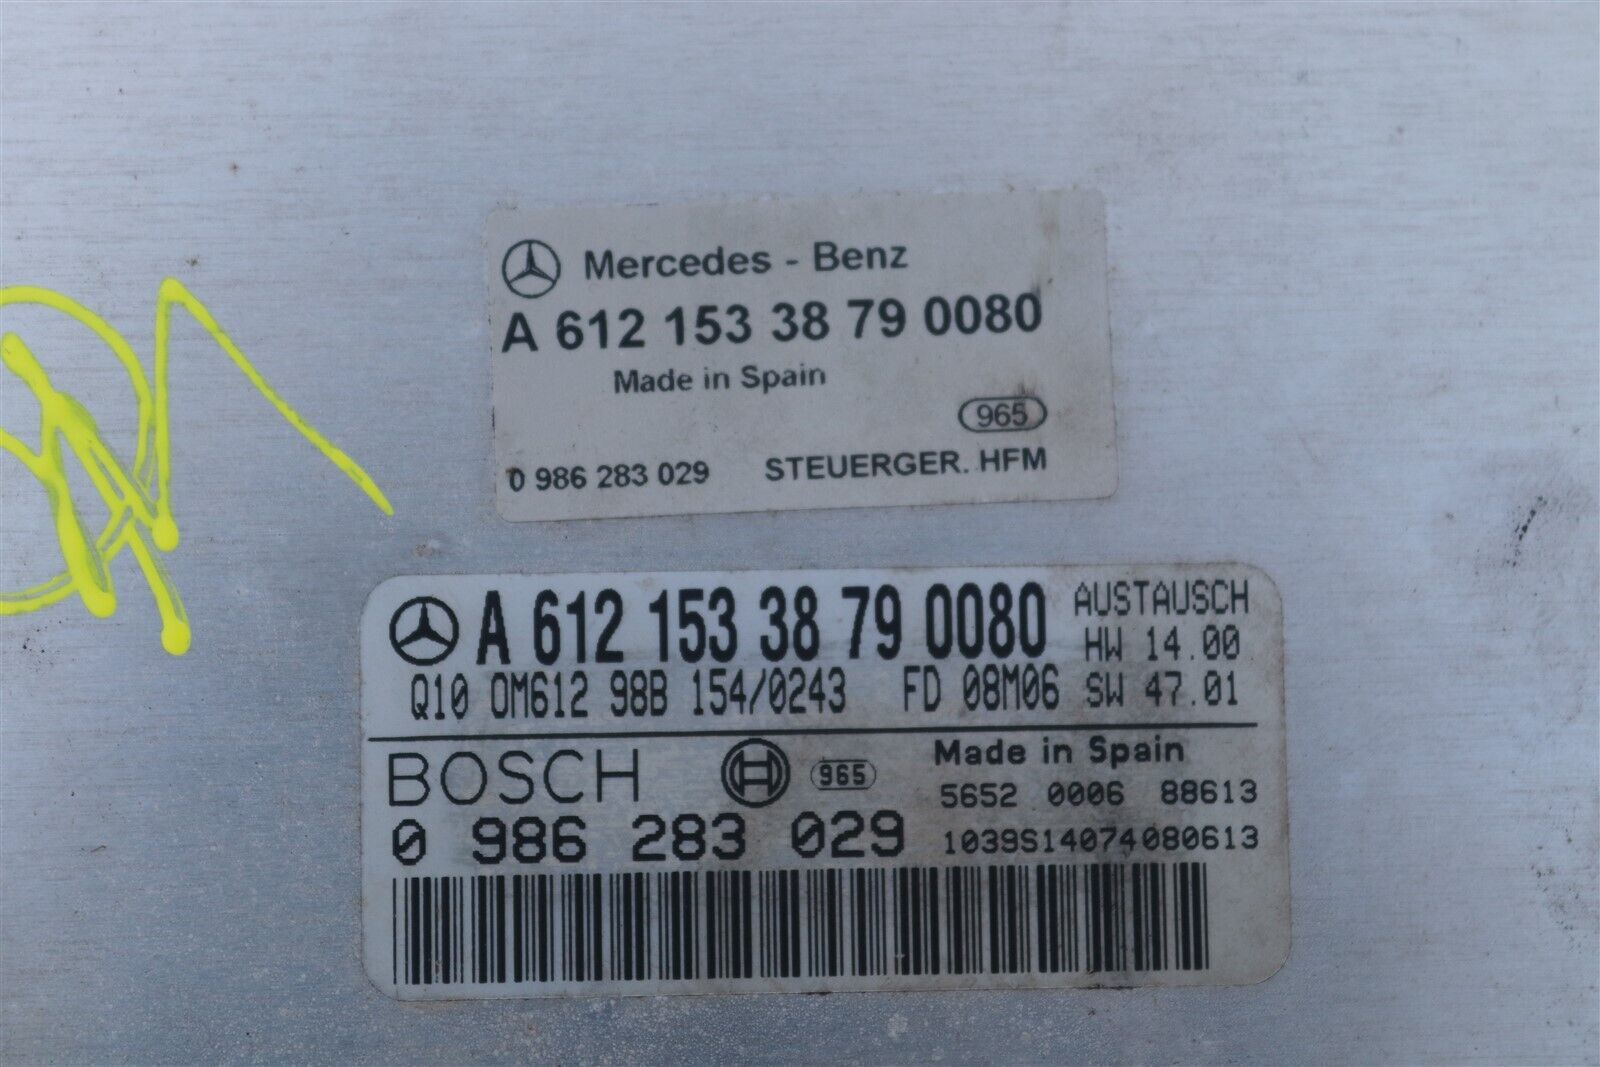 Mercedes - Benz
A 612 153 38 79 0080
Made in Spain
965
0 986 283 029 STEUERGER. HFM
A 612 153 38 79 0080 AUSTAUSCH
HW 14.00
Q10 OM612 98B 154/0243 FD 08M06 SW 47.01
BOSCH 965 Made in Spain
5652 0006 88613
0 986 283 029 1039S14074080613